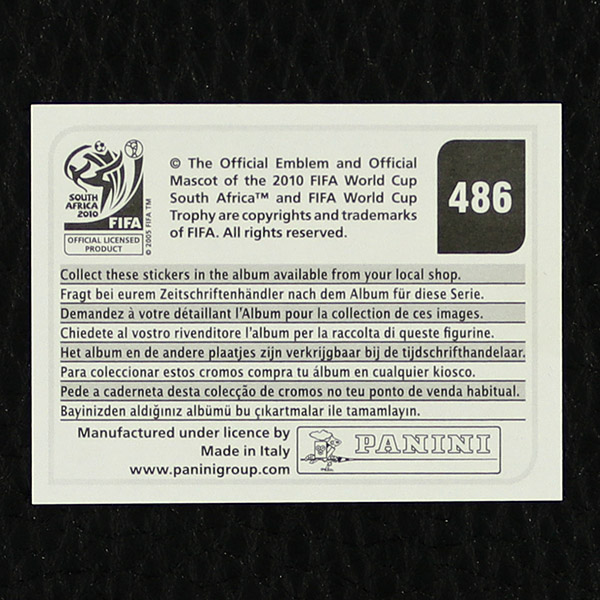 SOUTH
AFRICA
2010
FIFA
OFFICIAL LICENSED
PRODUCT
© 2005 FIFA TM
© The Official Emblem and Official
Mascot of the 2010 FIFA World Cup
South Africa™ and FIFA World Cup
Trophy are copyrights and trademarks
of FIFA. All rights reserved.
486
Collect these stickers in the album available from your local shop.
Fragt bei eurem Zeitschriftenhändler nach dem Album für diese Serie.
Demandez à votre détaillant l'Album pour la collection de ces images.
Chiedete al vostro rivenditore l'album per la raccolta di queste figurine.
Het album en de andere plaatjes zijn verkrijgbaar bij de tijdschrifthandelaar.
Para coleccionar estos cromos compra tu álbum en cualquier kiosco.
Pede a caderneta desta colecção de cromos no teu ponto de venda habitual.
Bayinizden aldığınız albümü bu çıkartmalar ile tamamlayın.
Manufactured under licence by
Made in Italy
www.paninigroup.com
PANINI